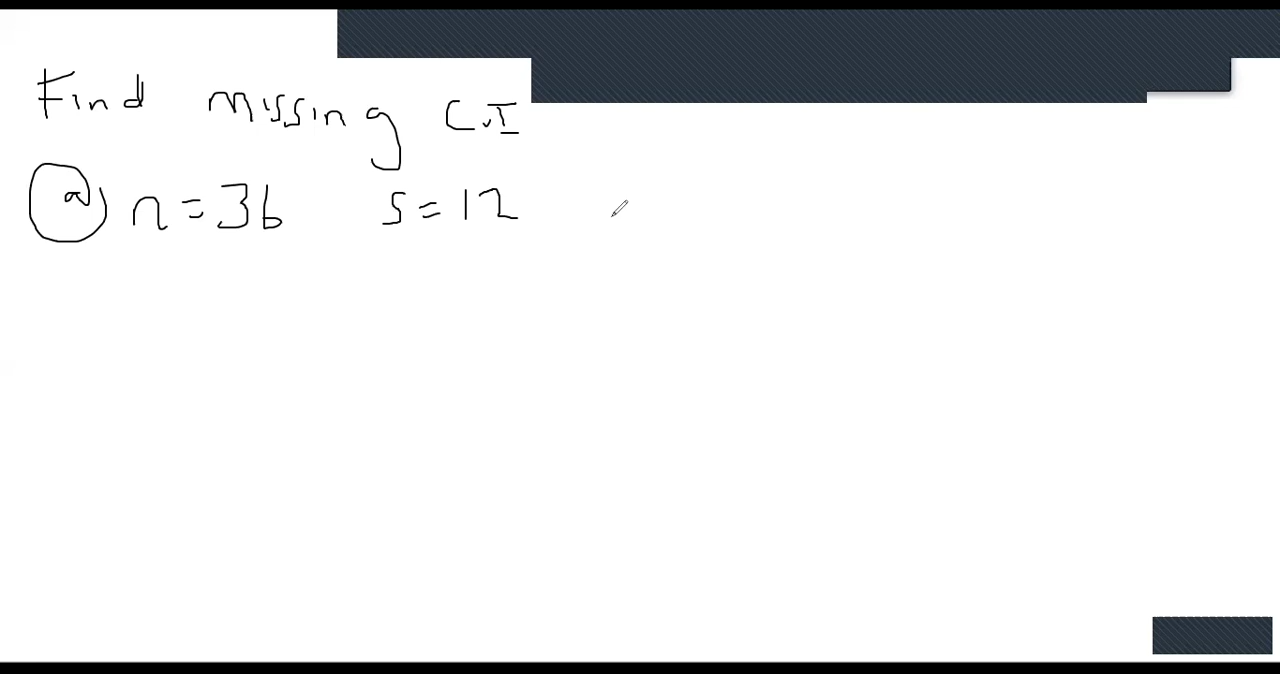 Find missing C.I
a) n = 36 s = 12